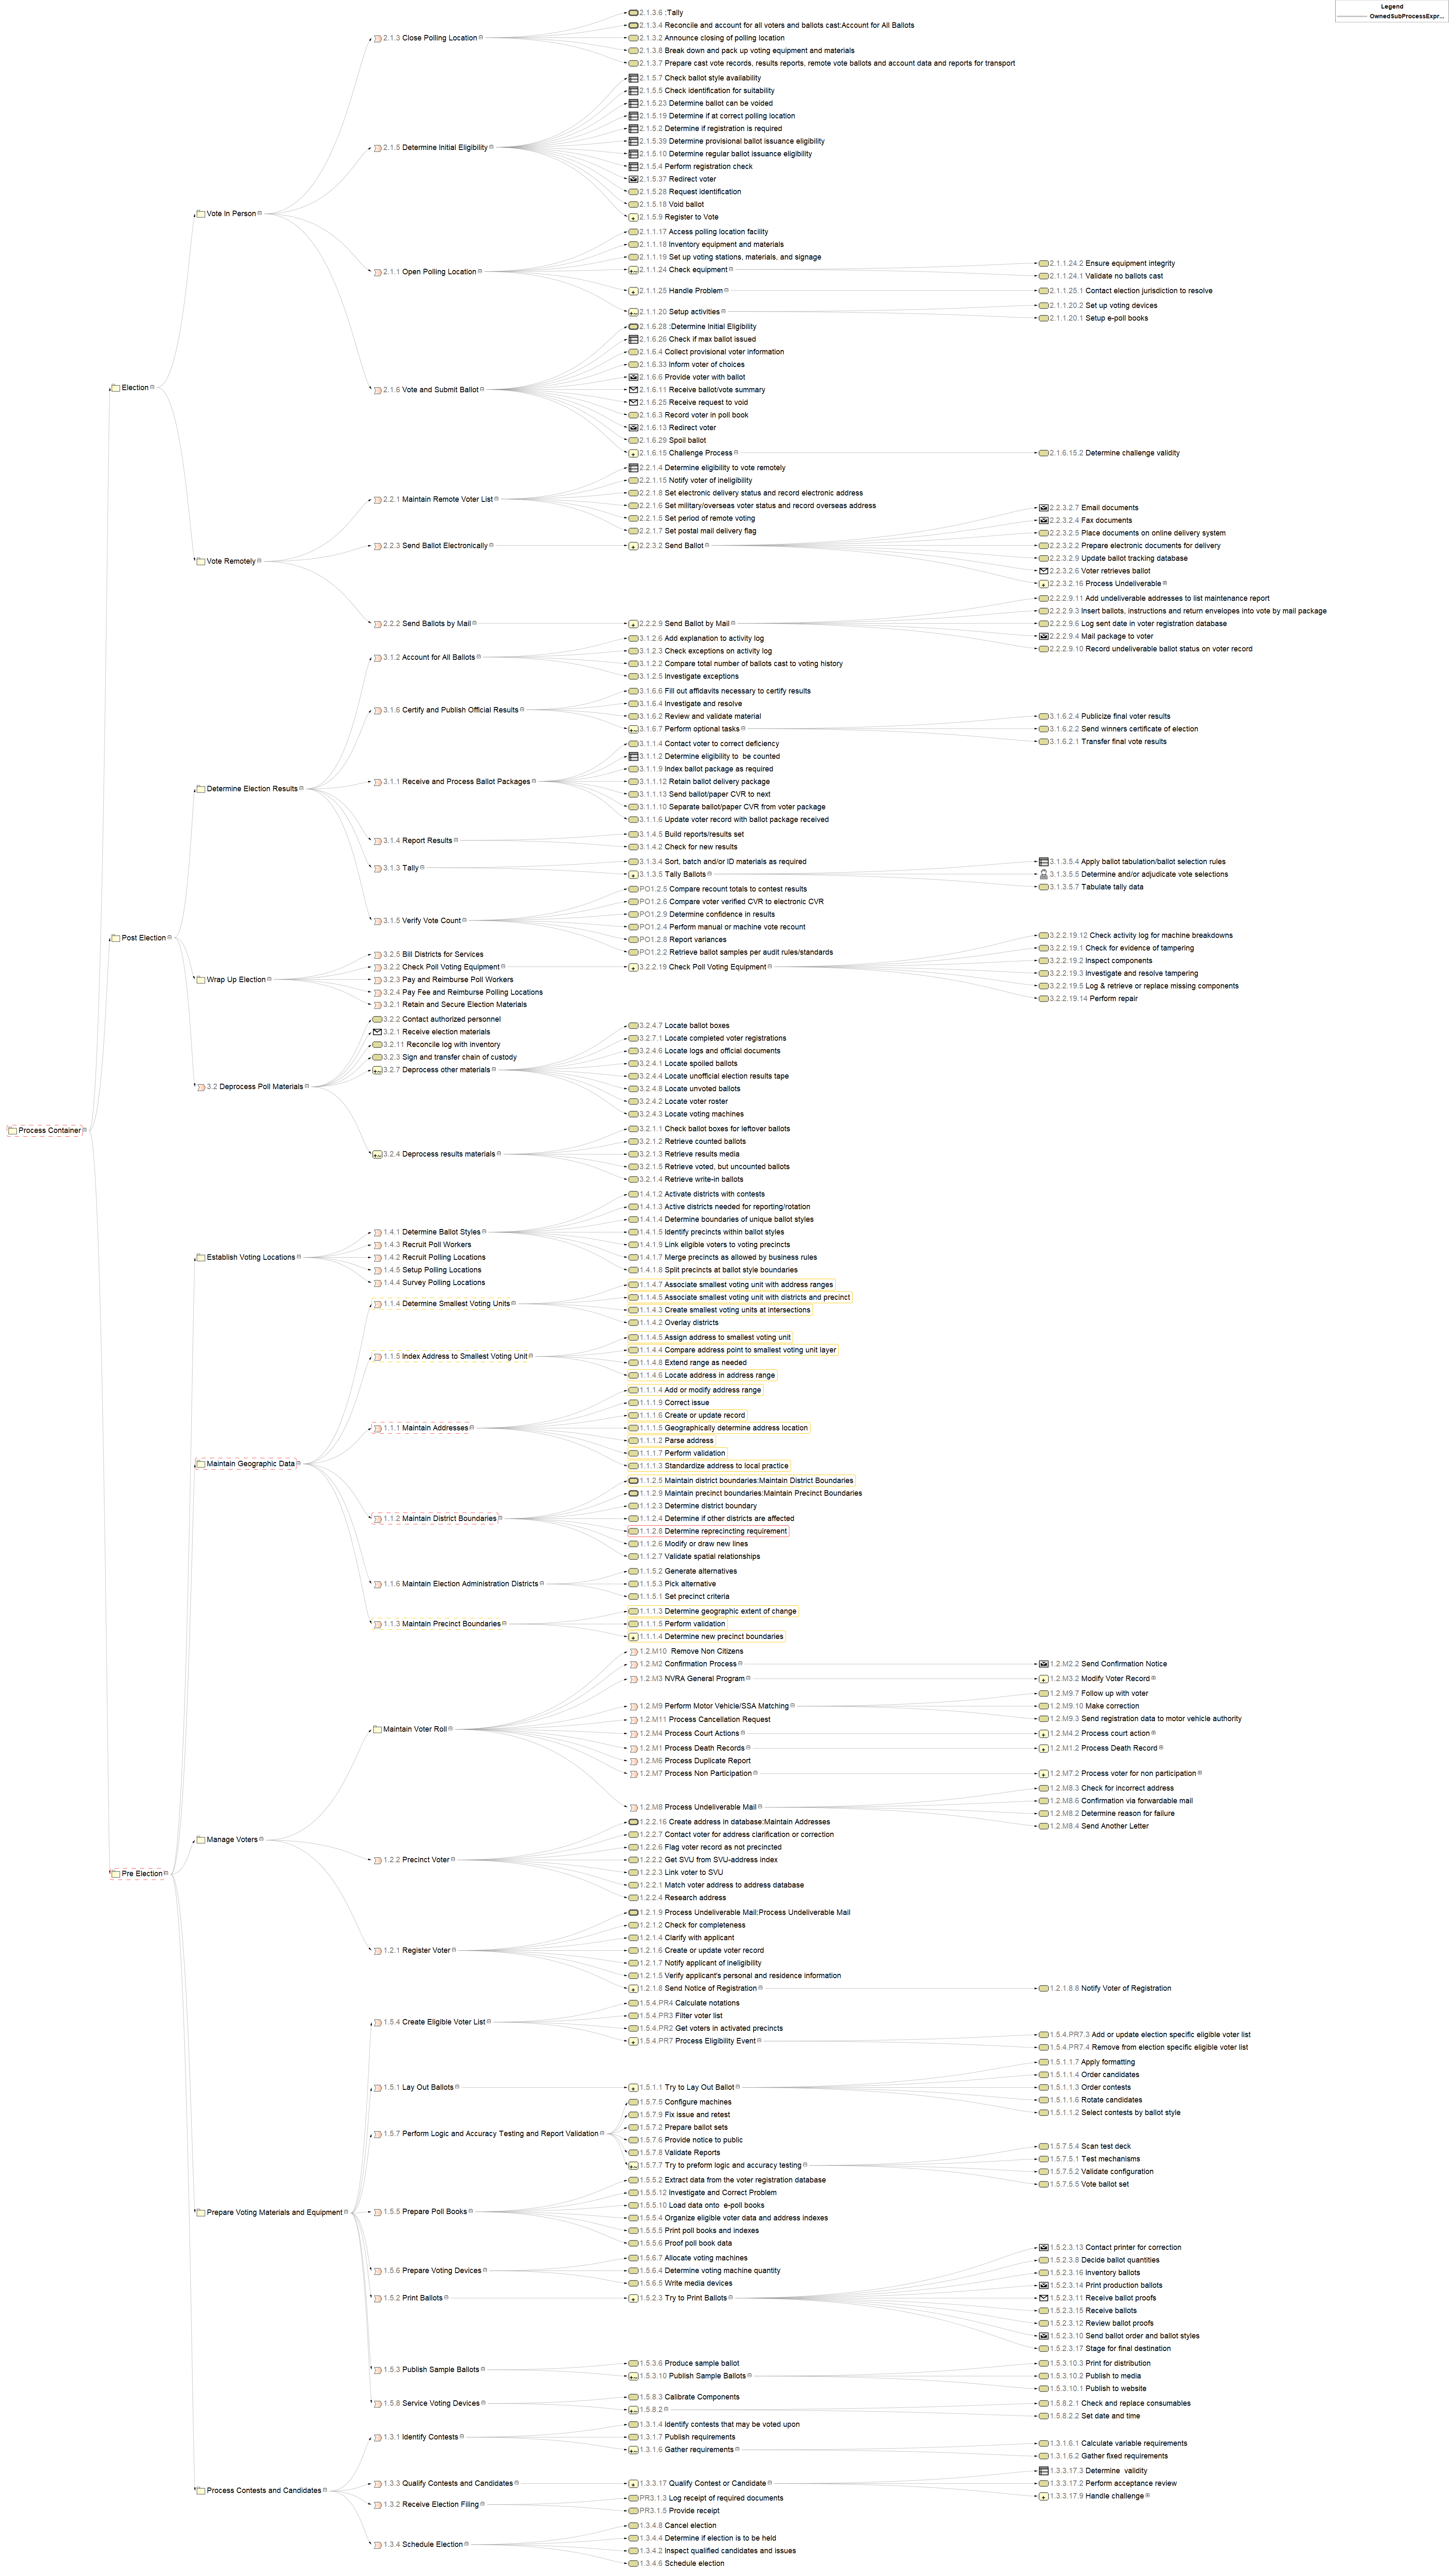 Legend
OwnedSubProcessExpr...
2.1.3.6 :Tally
2.1.3.4 Reconcile and account for all voters and ballots cast:Account for All Ballots
2.1.3 Close Polling Location
2.1.3.2 Announce closing of polling location
2.1.3.8 Break down and pack up voting equipment and materials
2.1.3.7 Prepare cast vote records, results reports, remote vote ballots and account data and reports for transport
2.1.5.7 Check ballot style availability
2.1.5.5 Check identification for suitability
2.1.5.23 Determine ballot can be voided
2.1.5.19 Determine if at correct polling location
2.1.5.2 Determine if registration is required
2.1.5.39 Determine provisional ballot issuance eligibility
2.1.5 Determine Initial Eligibility
2.1.5.10 Determine regular ballot issuance eligibility
2.1.5.4 Perform registration check
2.1.5.37 Redirect voter
2.1.5.28 Request identification
2.1.5.18 Void ballot
Vote In Person
2.1.5.9 Register to Vote
2.1.1.17 Access polling location facility
2.1.1.18 Inventory equipment and materials
2.1.1.19 Set up voting stations, materials, and signage
2.1.1 Open Polling Location
2.1.1.24 Check equipment
2.1.1.24.2 Ensure equipment integrity
2.1.1.24.1 Validate no ballots cast
2.1.1.25 Handle Problem
2.1.1.25.1 Contact election jurisdiction to resolve
2.1.1.20 Setup activities
2.1.1.20.2 Set up voting devices
2.1.1.20.1 Setup e-poll books
2.1.6.28 :Determine Initial Eligibility
2.1.6.26 Check if max ballot issued
2.1.6.4 Collect provisional voter information
2.1.6.33 Inform voter of choices
2.1.6.6 Provide voter with ballot
Election
2.1.6 Vote and Submit Ballot
2.1.6.11 Receive ballot/vote summary
2.1.6.25 Receive request to void
2.1.6.3 Record voter in poll book
2.1.6.13 Redirect voter
2.1.6.29 Spoil ballot
2.1.6.15 Challenge Process
2.1.6.15.2 Determine challenge validity
2.2.1.4 Determine eligibility to vote remotely
2.2.1.15 Notify voter of ineligibility
2.2.1 Maintain Remote Voter List
2.2.1.8 Set electronic delivery status and record electronic address
2.2.1.6 Set military/overseas voter status and record overseas address
2.2.1.5 Set period of remote voting
2.2.1.7 Set postal mail delivery flag
2.2.3 Send Ballot Electronically
2.2.3.2 Send Ballot
2.2.3.2.7 Email documents
2.2.3.2.4 Fax documents
2.2.3.2.5 Place documents on online delivery system
2.2.3.2.2 Prepare electronic documents for delivery
2.2.3.2.9 Update ballot tracking database
2.2.3.2.6 Voter retrieves ballot
2.2.3.2.16 Process Undeliverable
Vote Remotely
2.2.2 Send Ballots by Mail
2.2.2.9 Send Ballot by Mail
2.2.2.9.11 Add undeliverable addresses to list maintenance report
2.2.2.9.3 Insert ballots, instructions and return envelopes into vote by mail package
2.2.2.9.6 Log sent date in voter registration database
2.2.2.9.4 Mail package to voter
2.2.2.9.10 Record undeliverable ballot status on voter record
3.1.2.6 Add explanation to activity log
3.1.2.3 Check exceptions on activity log
3.1.2 Account for All Ballots
3.1.2.2 Compare total number of ballots cast to voting history
3.1.2.5 Investigate exceptions
3.1.6.6 Fill out affidavits necessary to certify results
3.1.6.4 Investigate and resolve
3.1.6 Certify and Publish Official Results
3.1.6.2 Review and validate material
3.1.6.7 Perform optional tasks
3.1.6.2.4 Publicize final voter results
3.1.6.2.2 Send winners certificate of election
3.1.6.2.1 Transfer final vote results
3.1.1.4 Contact voter to correct deficiency
3.1.1.2 Determine eligibility to  be counted
3.1.1.9 Index ballot package as required
3.1.1 Receive and Process Ballot Packages
3.1.1.12 Retain ballot delivery package
Determine Election Results
3.1.1.13 Send ballot/paper CVR to next
3.1.1.10 Separate ballot/paper CVR from voter package
3.1.1.6 Update voter record with ballot package received
3.1.4 Report Results
3.1.4.5 Build reports/results set
3.1.4.2 Check for new results
3.1.3 Tally
3.1.3.4 Sort, batch and/or ID materials as required
3.1.3.5 Tally Ballots
3.1.3.5.4 Apply ballot tabulation/ballot selection rules
3.1.3.5.5 Determine and/or adjudicate vote selections
3.1.3.5.7 Tabulate tally data
PO1.2.5 Compare recount totals to contest results
PO1.2.6 Compare voter verified CVR to electronic CVR
3.1.5 Verify Vote Count
PO1.2.9 Determine confidence in results
PO1.2.4 Perform manual or machine vote recount
PO1.2.8 Report variances
PO1.2.2 Retrieve ballot samples per audit rules/standards
Post Election
3.2.5 Bill Districts for Services
3.2.2 Check Poll Voting Equipment
3.2.2.19 Check Poll Voting Equipment
3.2.2.19.12 Check activity log for machine breakdowns
3.2.2.19.1 Check for evidence of tampering
3.2.2.19.2 Inspect components
3.2.2.19.3 Investigate and resolve tampering
3.2.2.19.5 Log & retrieve or replace missing components
3.2.2.19.14 Perform repair
Wrap Up Election
3.2.3 Pay and Reimburse Poll Workers
3.2.4 Pay Fee and Reimburse Polling Locations
3.2.1 Retain and Secure Election Materials
3.2.2 Contact authorized personnel
3.2.1 Receive election materials
3.2.11 Reconcile log with inventory
3.2.3 Sign and transfer chain of custody
3.2.7 Deprocess other materials
3.2.4.7 Locate ballot boxes
3.2.7.1 Locate completed voter registrations
3.2.4.6 Locate logs and official documents
3.2.4.1 Locate spoiled ballots
3.2.4.4 Locate unofficial election results tape
3.2.4.8 Locate unvoted ballots
3.2.4.2 Locate voter roster
3.2.4.3 Locate voting machines
3.2 Deprocess Poll Materials
3.2.4 Deprocess results materials
3.2.1.1 Check ballot boxes for leftover ballots
3.2.1.2 Retrieve counted ballots
3.2.1.3 Retrieve results media
3.2.1.5 Retrieve voted, but uncounted ballots
3.2.1.4 Retrieve write-in ballots
Process Container
1.4.1.2 Activate districts with contests
1.4.1.3 Active districts needed for reporting/rotation
1.4.1.4 Determine boundaries of unique ballot styles
1.4.1 Determine Ballot Styles
1.4.1.5 Identify precincts within ballot styles
1.4.3 Recruit Poll Workers
1.4.1.9 Link eligible voters to voting precincts
Establish Voting Locations
1.4.2 Recruit Polling Locations
1.4.1.7 Merge precincts as allowed by business rules
1.4.5 Setup Polling Locations
1.4.1.8 Split precincts at ballot style boundaries
1.4.4 Survey Polling Locations
1.1.4.7 Associate smallest voting unit with address ranges
1.1.4.5 Associate smallest voting unit with districts and precinct
1.1.4 Determine Smallest Voting Units
1.1.4.3 Create smallest voting units at intersections
1.1.4.2 Overlay districts
1.1.4.5 Assign address to smallest voting unit
1.1.4.4 Compare address point to smallest voting unit layer
1.1.5 Index Address to Smallest Voting Unit
1.1.4.8 Extend range as needed
1.1.4.6 Locate address in address range
1.1.1.4 Add or modify address range
1.1.1.9 Correct issue
1.1.1.6 Create or update record
1.1.1 Maintain Addresses
1.1.1.5 Geographically determine address location
1.1.1.2 Parse address
1.1.1.7 Perform validation
Maintain Geographic Data
1.1.1.3 Standardize address to local practice
1.1.2.5 Maintain district boundaries:Maintain District Boundaries
1.1.2.9 Maintain precinct boundaries:Maintain Precinct Boundaries
1.1.2.3 Determine district boundary
1.1.2 Maintain District Boundaries
1.1.2.4 Determine if other districts are affected
1.1.2.8 Determine reprecincting requirement
1.1.2.6 Modify or draw new lines
1.1.2.7 Validate spatial relationships
1.1.5.2 Generate alternatives
1.1.6 Maintain Election Administration Districts
1.1.5.3 Pick alternative
1.1.5.1 Set precinct criteria
1.1.1.3 Determine geographic extent of change
1.1.3 Maintain Precinct Boundaries
1.1.1.5 Perform validation
1.1.1.4 Determine new precinct boundaries
1.2.M10  Remove Non Citizens
1.2.M2 Confirmation Process
1.2.M2.2 Send Confirmation Notice
1.2.M3 NVRA General Program
1.2.M3.2 Modify Voter Record
1.2.M9 Perform Motor Vehicle/SSA Matching
1.2.M9.7 Follow up with voter
1.2.M9.10 Make correction
1.2.M9.3 Send registration data to motor vehicle authority
1.2.M11 Process Cancellation Request
Maintain Voter Roll
1.2.M4 Process Court Actions
1.2.M4.2 Process court action
1.2.M1 Process Death Records
1.2.M1.2 Process Death Record
1.2.M6 Process Duplicate Report
1.2.M7 Process Non Participation
1.2.M7.2 Process voter for non participation
1.2.M8 Process Undeliverable Mail
1.2.M8.3 Check for incorrect address
1.2.M8.6 Confirmation via forwardable mail
1.2.M8.2 Determine reason for failure
1.2.M8.4 Send Another Letter
Manage Voters
1.2.2.16 Create address in database:Maintain Addresses
1.2.2.7 Contact voter for address clarification or correction
1.2.2.6 Flag voter record as not precincted
1.2.2 Precinct Voter
1.2.2.2 Get SVU from SVU-address index
1.2.2.3 Link voter to SVU
Pre Election
1.2.2.1 Match voter address to address database
1.2.2.4 Research address
1.2.1.9 Process Undeliverable Mail:Process Undeliverable Mail
1.2.1.2 Check for completeness
1.2.1.4 Clarify with applicant
1.2.1 Register Voter
1.2.1.6 Create or update voter record
1.2.1.7 Notify applicant of ineligibility
1.2.1.5 Verify applicant's personal and residence information
1.2.1.8 Send Notice of Registration
1.2.1.8.8 Notify Voter of Registration
1.5.4.PR4 Calculate notations
1.5.4.PR3 Filter voter list
1.5.4 Create Eligible Voter List
1.5.4.PR2 Get voters in activated precincts
1.5.4.PR7 Process Eligibility Event
1.5.4.PR7.3 Add or update election specific eligible voter list
1.5.4.PR7.4 Remove from election specific eligible voter list
1.5.1 Lay Out Ballots
1.5.1.1 Try to Lay Out Ballot
1.5.1.1.7 Apply formatting
1.5.1.1.4 Order candidates
1.5.1.1.3 Order contests
1.5.1.1.6 Rotate candidates
1.5.1.1.2 Select contests by ballot style
1.5.7.5 Configure machines
1.5.7.9 Fix issue and retest
1.5.7.2 Prepare ballot sets
1.5.7 Perform Logic and Accuracy Testing and Report Validation
1.5.7.6 Provide notice to public
1.5.7.8 Validate Reports
1.5.7.7 Try to preform logic and accuracy testing
1.5.7.5.4 Scan test deck
1.5.7.5.1 Test mechanisms
1.5.7.5.2 Validate configuration
1.5.7.5.5 Vote ballot set
1.5.5.2 Extract data from the voter registration database
1.5.5.12 Investigate and Correct Problem
1.5.5.10 Load data onto  e-poll books
Prepare Voting Materials and Equipment
1.5.5 Prepare Poll Books
1.5.5.4 Organize eligible voter data and address indexes
1.5.5.5 Print poll books and indexes
1.5.5.6 Proof poll book data
1.5.6.7 Allocate voting machines
1.5.6 Prepare Voting Devices
1.5.6.4 Determine voting machine quantity
1.5.6.5 Write media devices
1.5.2 Print Ballots
1.5.2.3 Try to Print Ballots
1.5.2.3.13 Contact printer for correction
1.5.2.3.8 Decide ballot quantities
1.5.2.3.16 Inventory ballots
1.5.2.3.14 Print production ballots
1.5.2.3.11 Receive ballot proofs
1.5.2.3.15 Receive ballots
1.5.2.3.12 Review ballot proofs
1.5.2.3.10 Send ballot order and ballot styles
1.5.2.3.17 Stage for final destination
1.5.3 Publish Sample Ballots
1.5.3.6 Produce sample ballot
1.5.3.10 Publish Sample Ballots
1.5.3.10.3 Print for distribution
1.5.3.10.2 Publish to media
1.5.3.10.1 Publish to website
1.5.8 Service Voting Devices
1.5.8.3 Calibrate Components
1.5.8.2
1.5.8.2.1 Check and replace consumables
1.5.8.2.2 Set date and time
1.3.1 Identify Contests
1.3.1.4 Identify contests that may be voted upon
1.3.1.7 Publish requirements
1.3.1.6 Gather requirements
1.3.1.6.1 Calculate variable requirements
1.3.1.6.2 Gather fixed requirements
Process Contests and Candidates
1.3.3 Qualify Contests and Candidates
1.3.3.17 Qualify Contest or Candidate
1.3.3.17.3 Determine  validity
1.3.3.17.2 Perform acceptance review
1.3.3.17.9 Handle challenge
1.3.2 Receive Election Filing
PR3.1.3 Log receipt of required documents
PR3.1.5 Provide receipt
1.3.4 Schedule Election
1.3.4.8 Cancel election
1.3.4.4 Determine if election is to be held
1.3.4.2 Inspect qualified candidates and issues
1.3.4.6 Schedule election